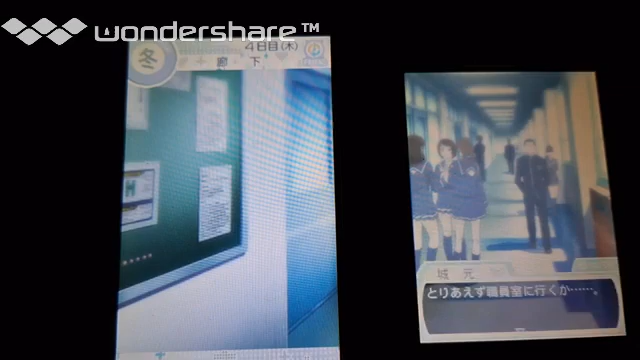 wondershare™
冬
4日目(木)
廊 下
城 元
とりあえず職員室に行くか……。